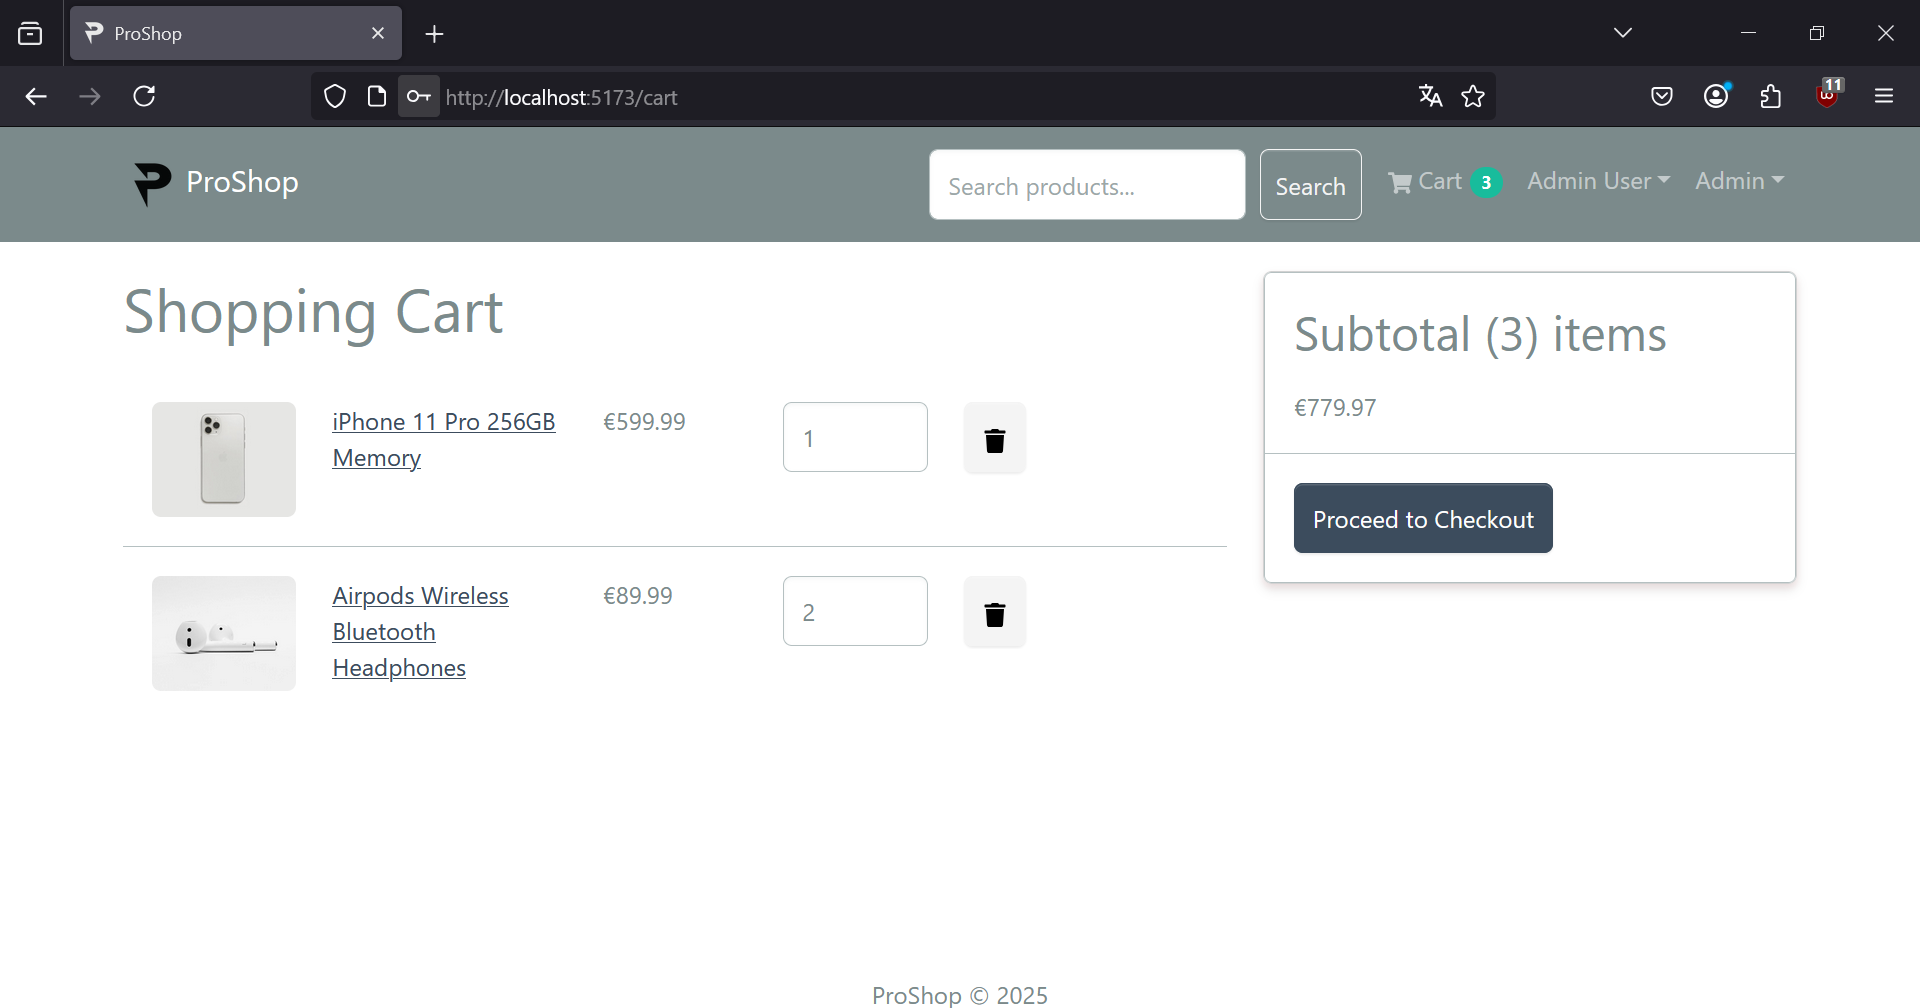 ProShop
http://localhost:5173/cart
11
ProShop
Search products...
Search
Cart 3
Admin User
Admin
Shopping Cart
iPhone 11 Pro 256GB
Memory
€599.99
1
Airpods Wireless
Bluetooth
Headphones
€89.99
2
Subtotal (3) items
€779.97
Proceed to Checkout
ProShop © 2025